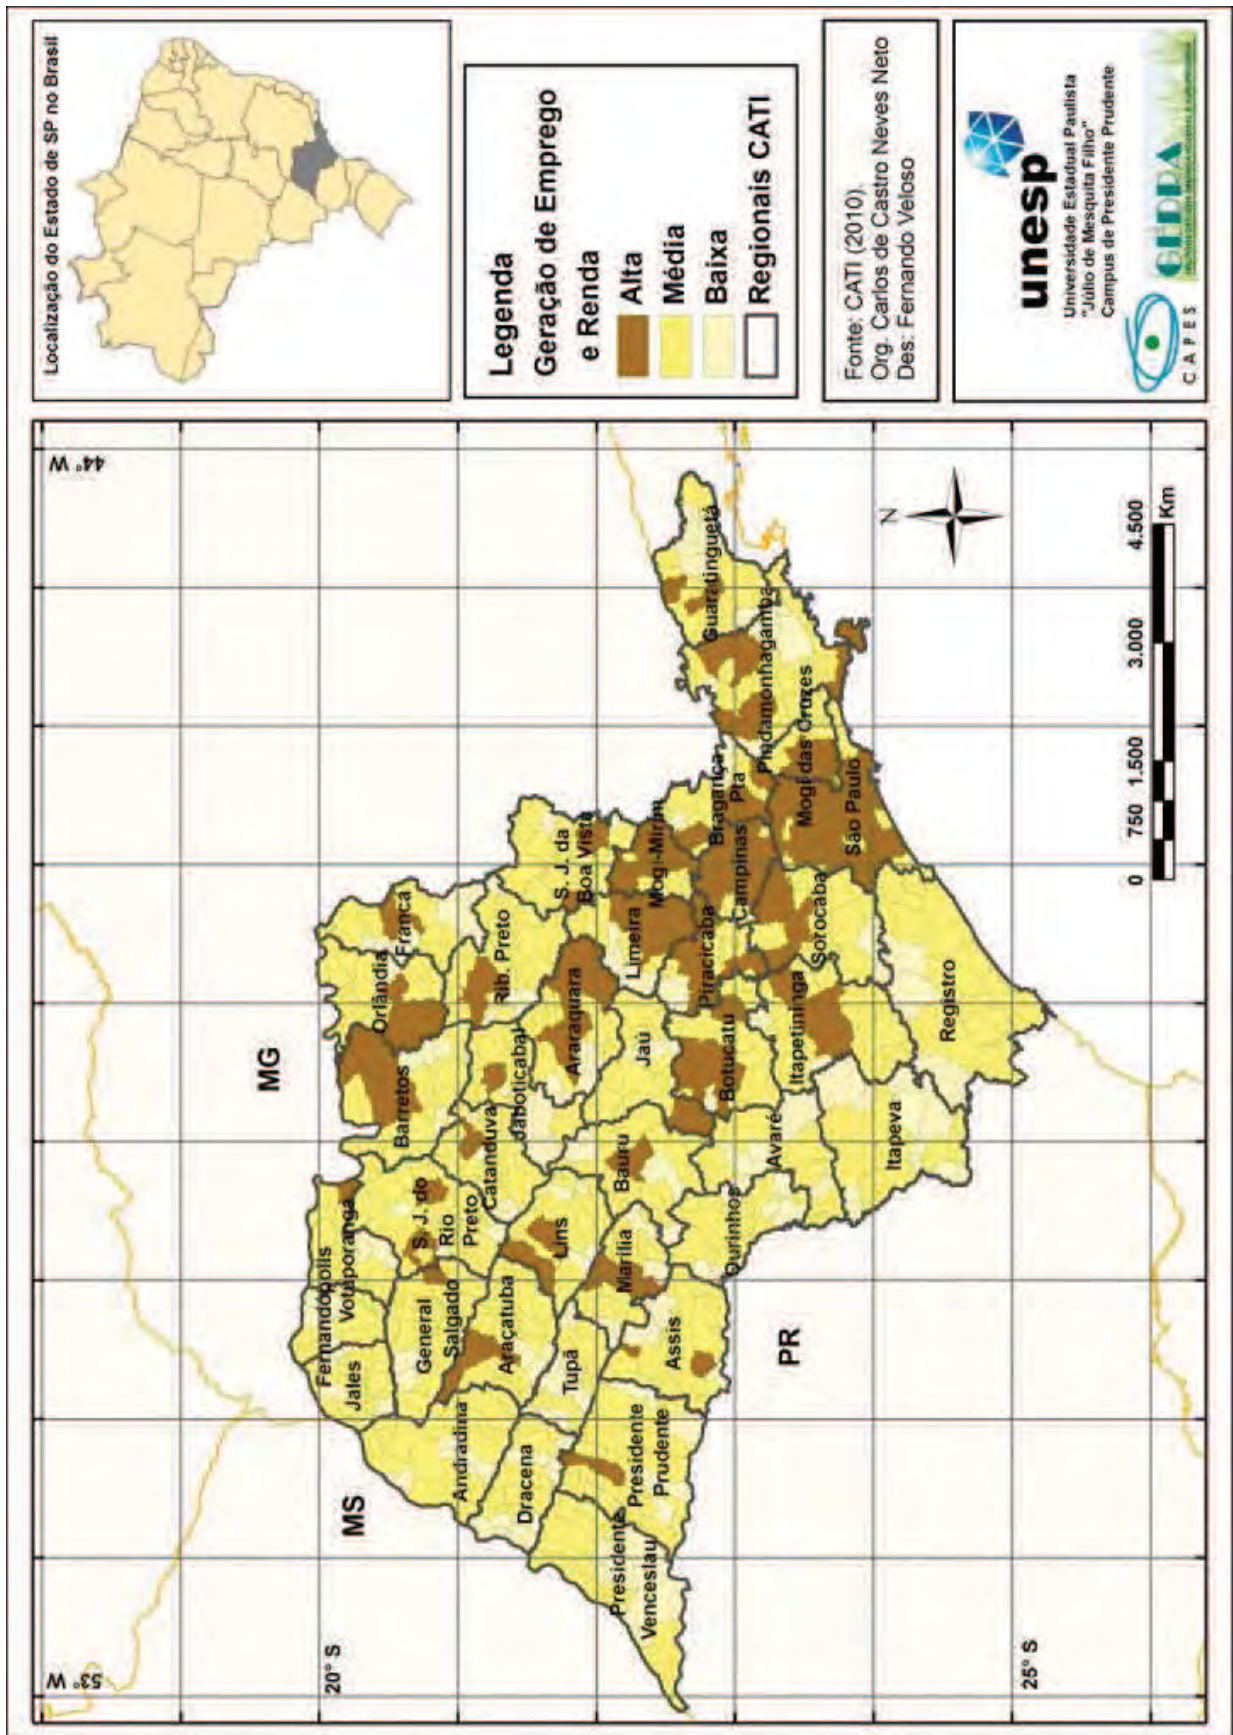 Localização do Estado de SP no Brasil
Legenda
Geração de Emprego
e Renda
Alta
Média
Baixa
Regionais CATI
Fonte: CATI (2010).
Org. Carlos de Castro Neves Neto
Des: Fernando Veloso
unesp
Universidade Estadual Paulista
"Júlio de Mesquita Filho"
Campus de Presidente Prudente
CAPES
GEDRA
53° W
44° W
20° S
25° S
MG
MS
PR
Fernandópolis
Votuporanga
Jales
General
Salgado
S. J. do
Rio
Preto
Barretos
Orlândia
Franca
Andradina
Araçatuba
Catanduva
Jaboticabal
Rib. Preto
Dracena
Tupã
Lins
Araraquara
S. J. da
Boa Vista
Presidente
Venceslau
Presidente
Prudente
Assis
Marília
Bauru
Jaú
Limeira
Mogi-Mirim
Ourinhos
Botucatu
Piracicaba
Campinas
Bragança
Pta
Guaratinguetá
Pindamonhagamba
Avaré
Itapetininga
Sorocaba
Mogi das Cruzes
São Paulo
Itapeva
Registro
N
0
750
1.500
3.000
4.500
Km